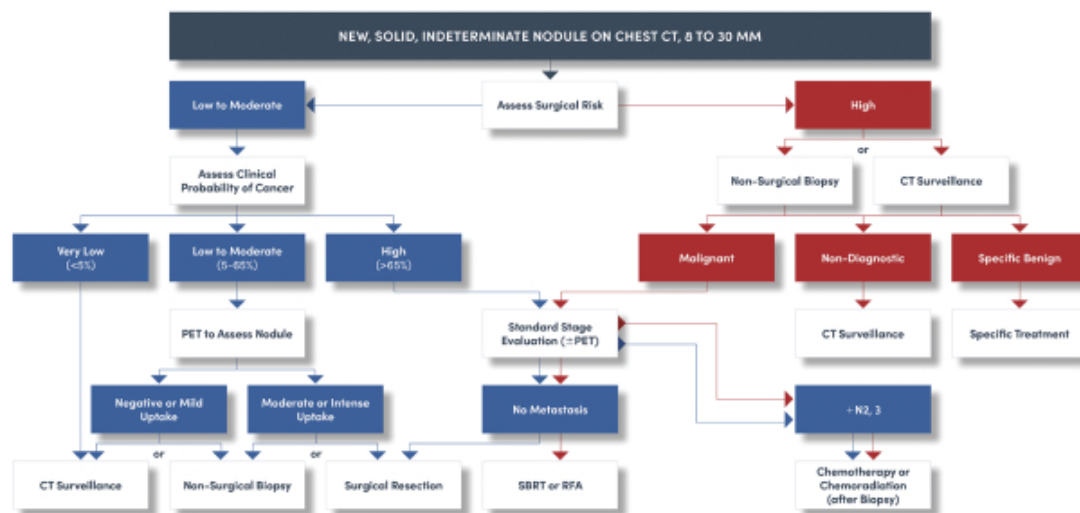 NEW, SOLID, INDETERMINATE NODULE ON CHEST CT, 8 TO 30 MM
Low to Moderate
Assess Surgical Risk
High
or
Assess Clinical
Probability of Cancer
Non-Surgical Biopsy
CT Surveillance
Very Low
(<5%)
Low to Moderate
(5-65%)
High
(>65%)
Malignant
Non-Diagnostic
Specific Benign
PET to Assess Nodule
Standard Stage
Evaluation (±PET)
CT Surveillance
Specific Treatment
Negative or Mild
Uptake
Moderate or Intense
Uptake
No Metastasis
+ N2, 3
or
or
CT Surveillance
Non-Surgical Biopsy
Surgical Resection
SBRT or RFA
Chemotherapy or
Chemoradiation
(after Biopsy)